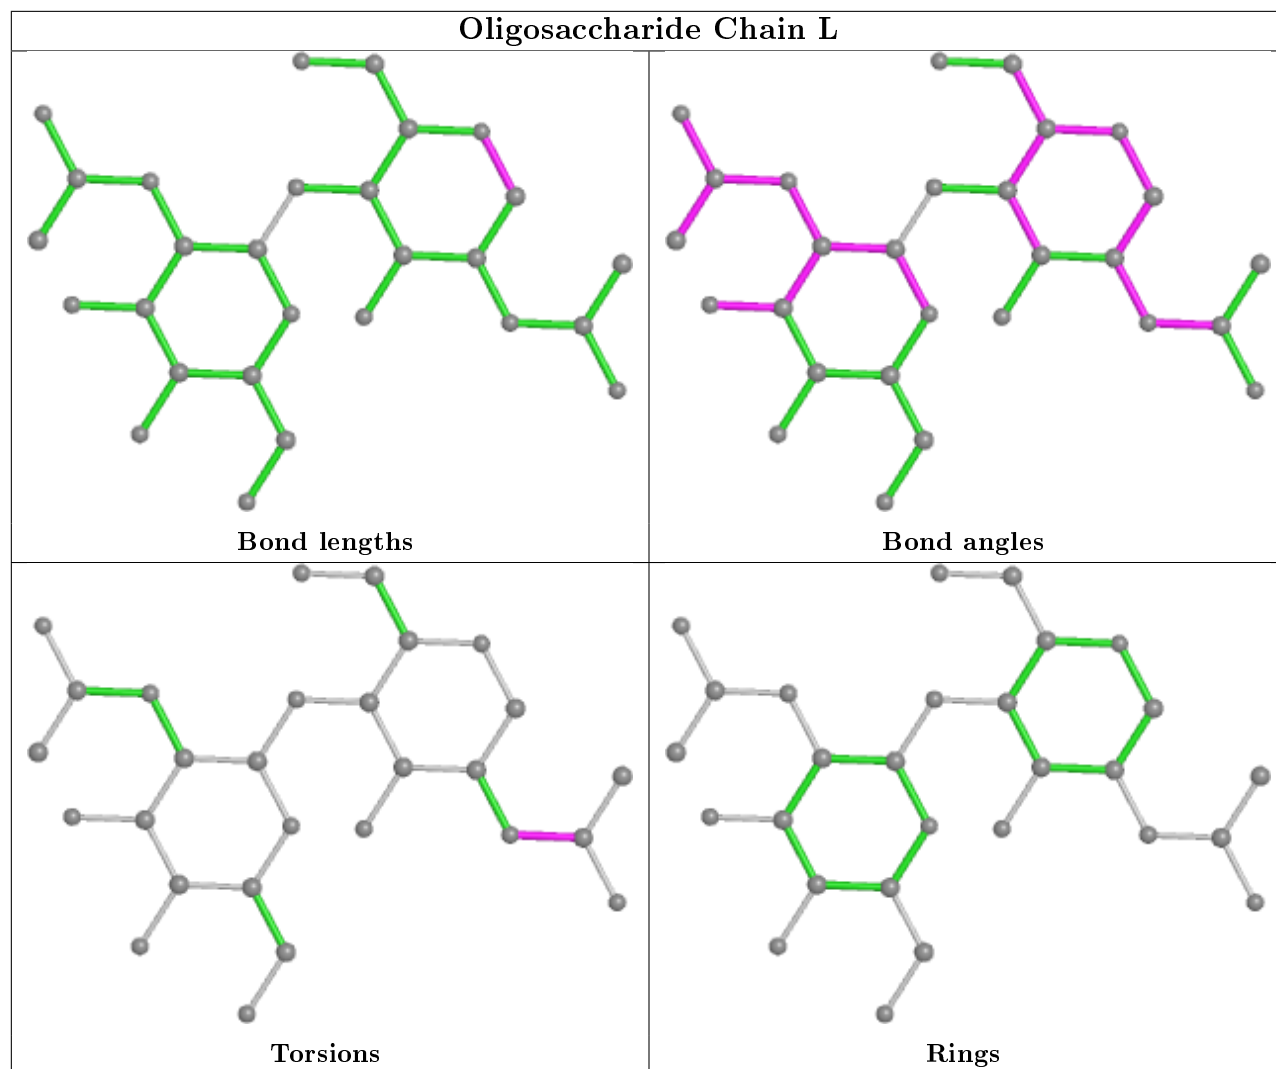 Oligosaccharide Chain L
Bond lengths
Bond angles
Torsions
Rings